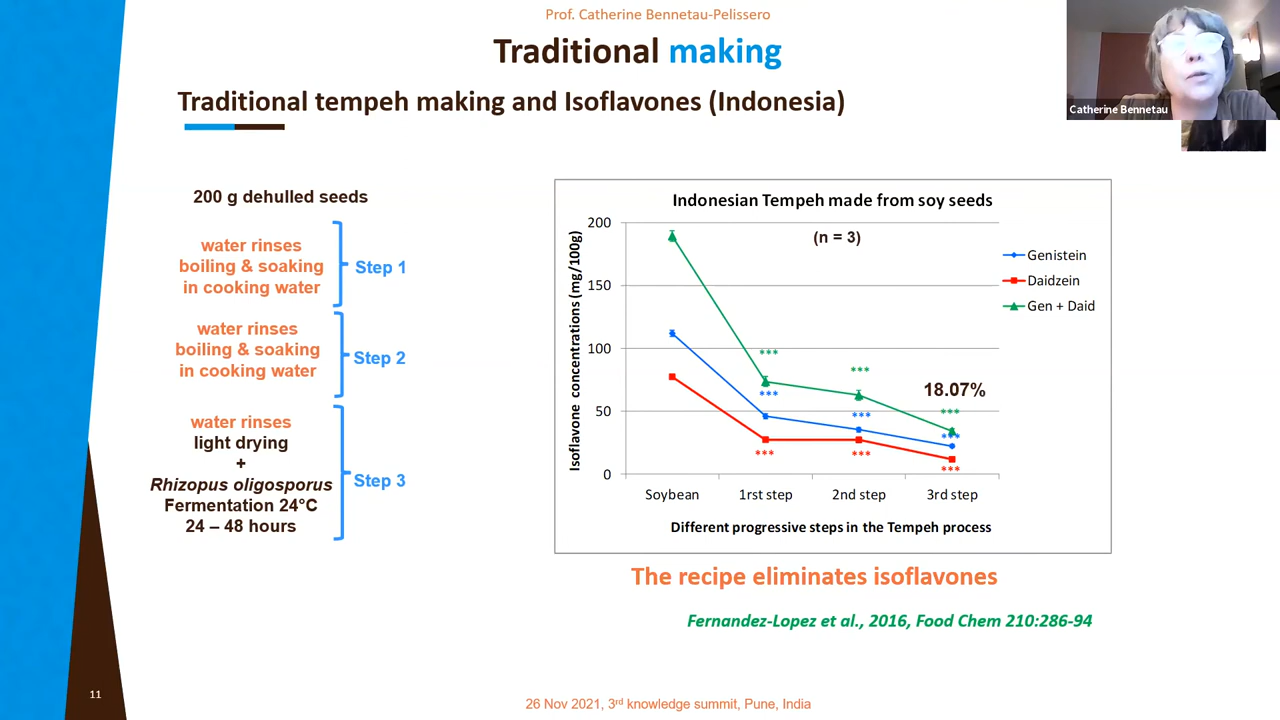 Prof. Catherine Bennetau-Pelissero
Traditional making
Traditional tempeh making and Isoflavones (Indonesia)
Catherine Bennetau
200 g dehulled seeds
water rinses
boiling & soaking
in cooking water
Step 1
water rinses
boiling & soaking
in cooking water
Step 2
water rinses
light drying
+
Rhizopus oligosporus
Fermentation 24°C
24 – 48 hours
Step 3
Indonesian Tempeh made from soy seeds
(n = 3)
Isoflavone concentrations (mg/100g)
200
150
100
50
0
***
***
***
***
18.07%
***
***
***
***
***
Genistein
Daidzein
Gen + Daid
Soybean
1rst step
2nd step
3rd step
Different progressive steps in the Tempeh process
The recipe eliminates isoflavones
Fernandez-Lopez et al., 2016, Food Chem 210:286-94
11
26 Nov 2021, 3rd knowledge summit, Pune, India